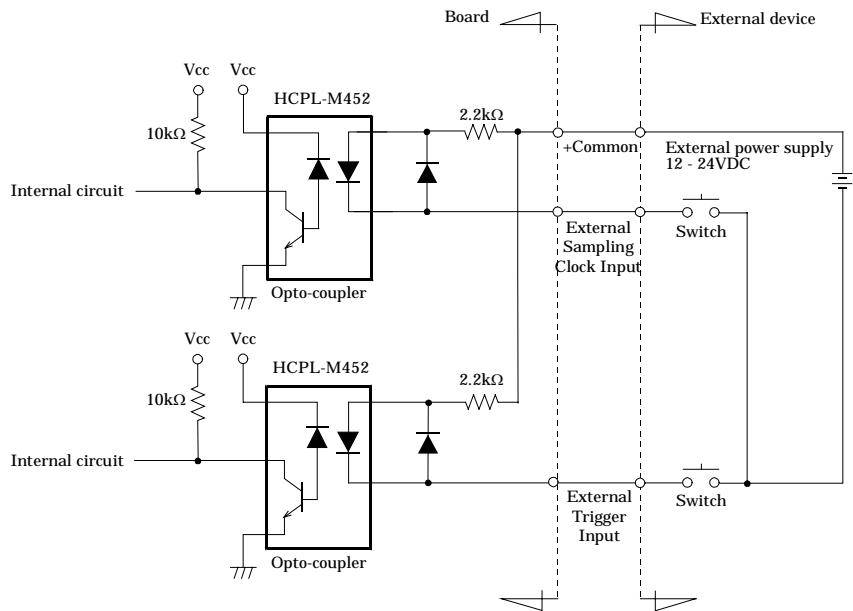 Board
External device
Vcc
Vcc
HCPL-M452
2.2kΩ
10kΩ
+Common
External power supply
12 - 24VDC
Internal circuit
External
Sampling
Clock Input
Switch
Opto-coupler
Vcc
Vcc
HCPL-M452
2.2kΩ
10kΩ
Internal circuit
External
Trigger
Input
Switch
Opto-coupler